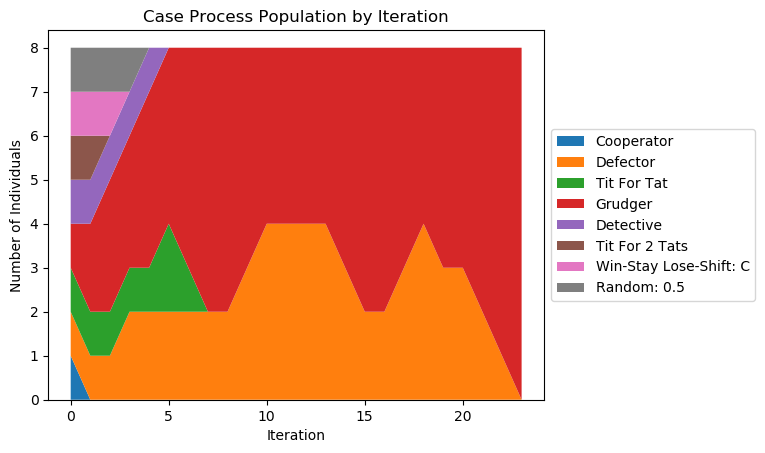 Case Process Population by Iteration
Number of Individuals
8
7
6
5
4
3
2
1
0
0 5 10 15 20
Iteration
Cooperator
Defector
Tit For Tat
Grudger
Detective
Tit For 2 Tats
Win-Stay Lose-Shift: C
Random: 0.5